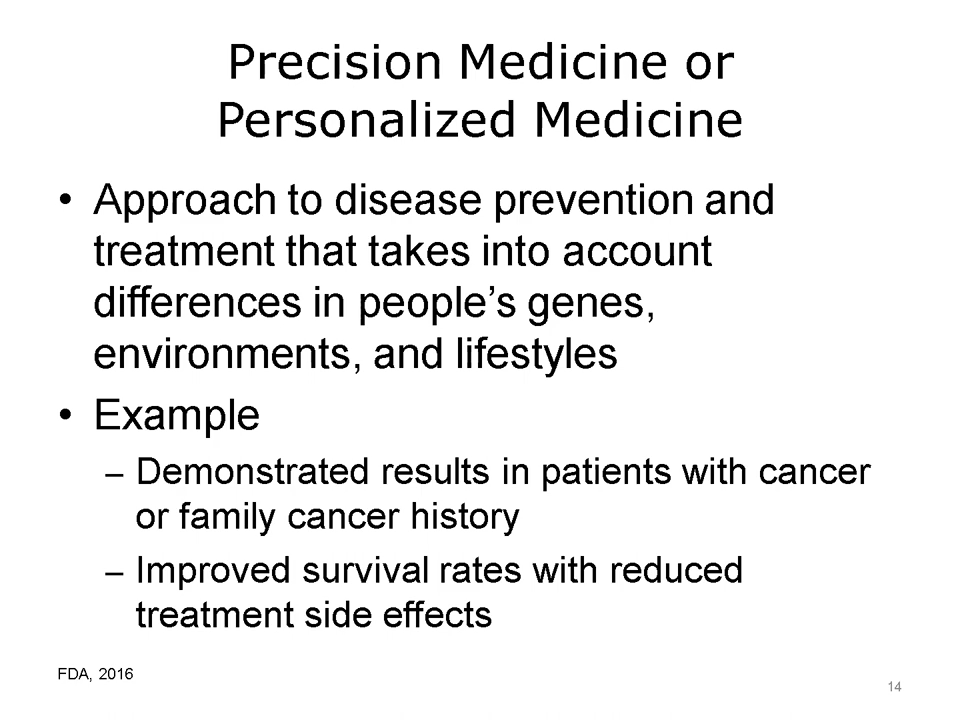 Precision Medicine or
Personalized Medicine
• Approach to disease prevention and
treatment that takes into account
differences in people’s genes,
environments, and lifestyles
• Example
– Demonstrated results in patients with cancer
or family cancer history
– Improved survival rates with reduced
treatment side effects
FDA, 2016
14